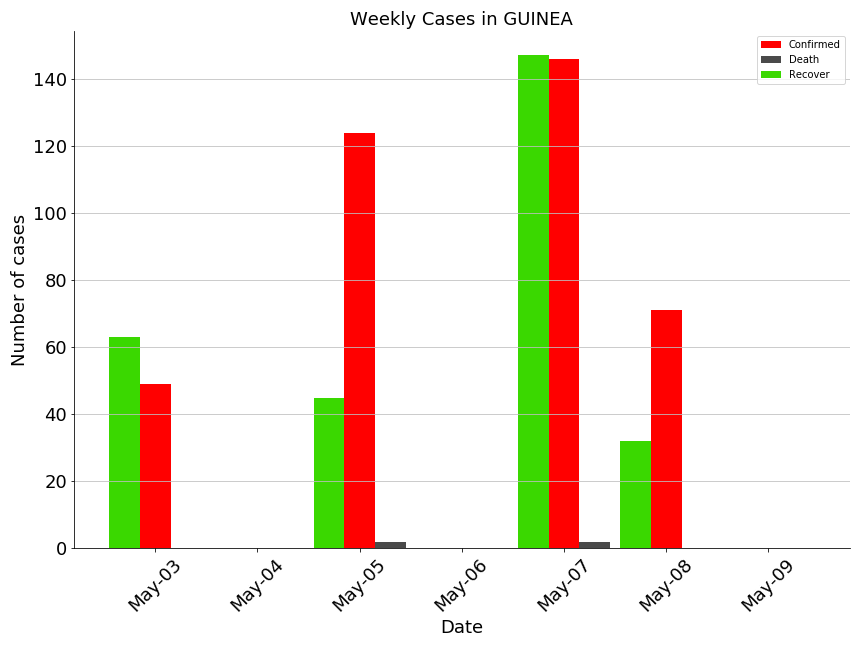 Weekly Cases in GUINEA
Confirmed
Death
Recover
Number of cases
140
120
100
80
60
40
20
0
May-03
May-04
May-05
May-06
May-07
May-08
May-09
Date